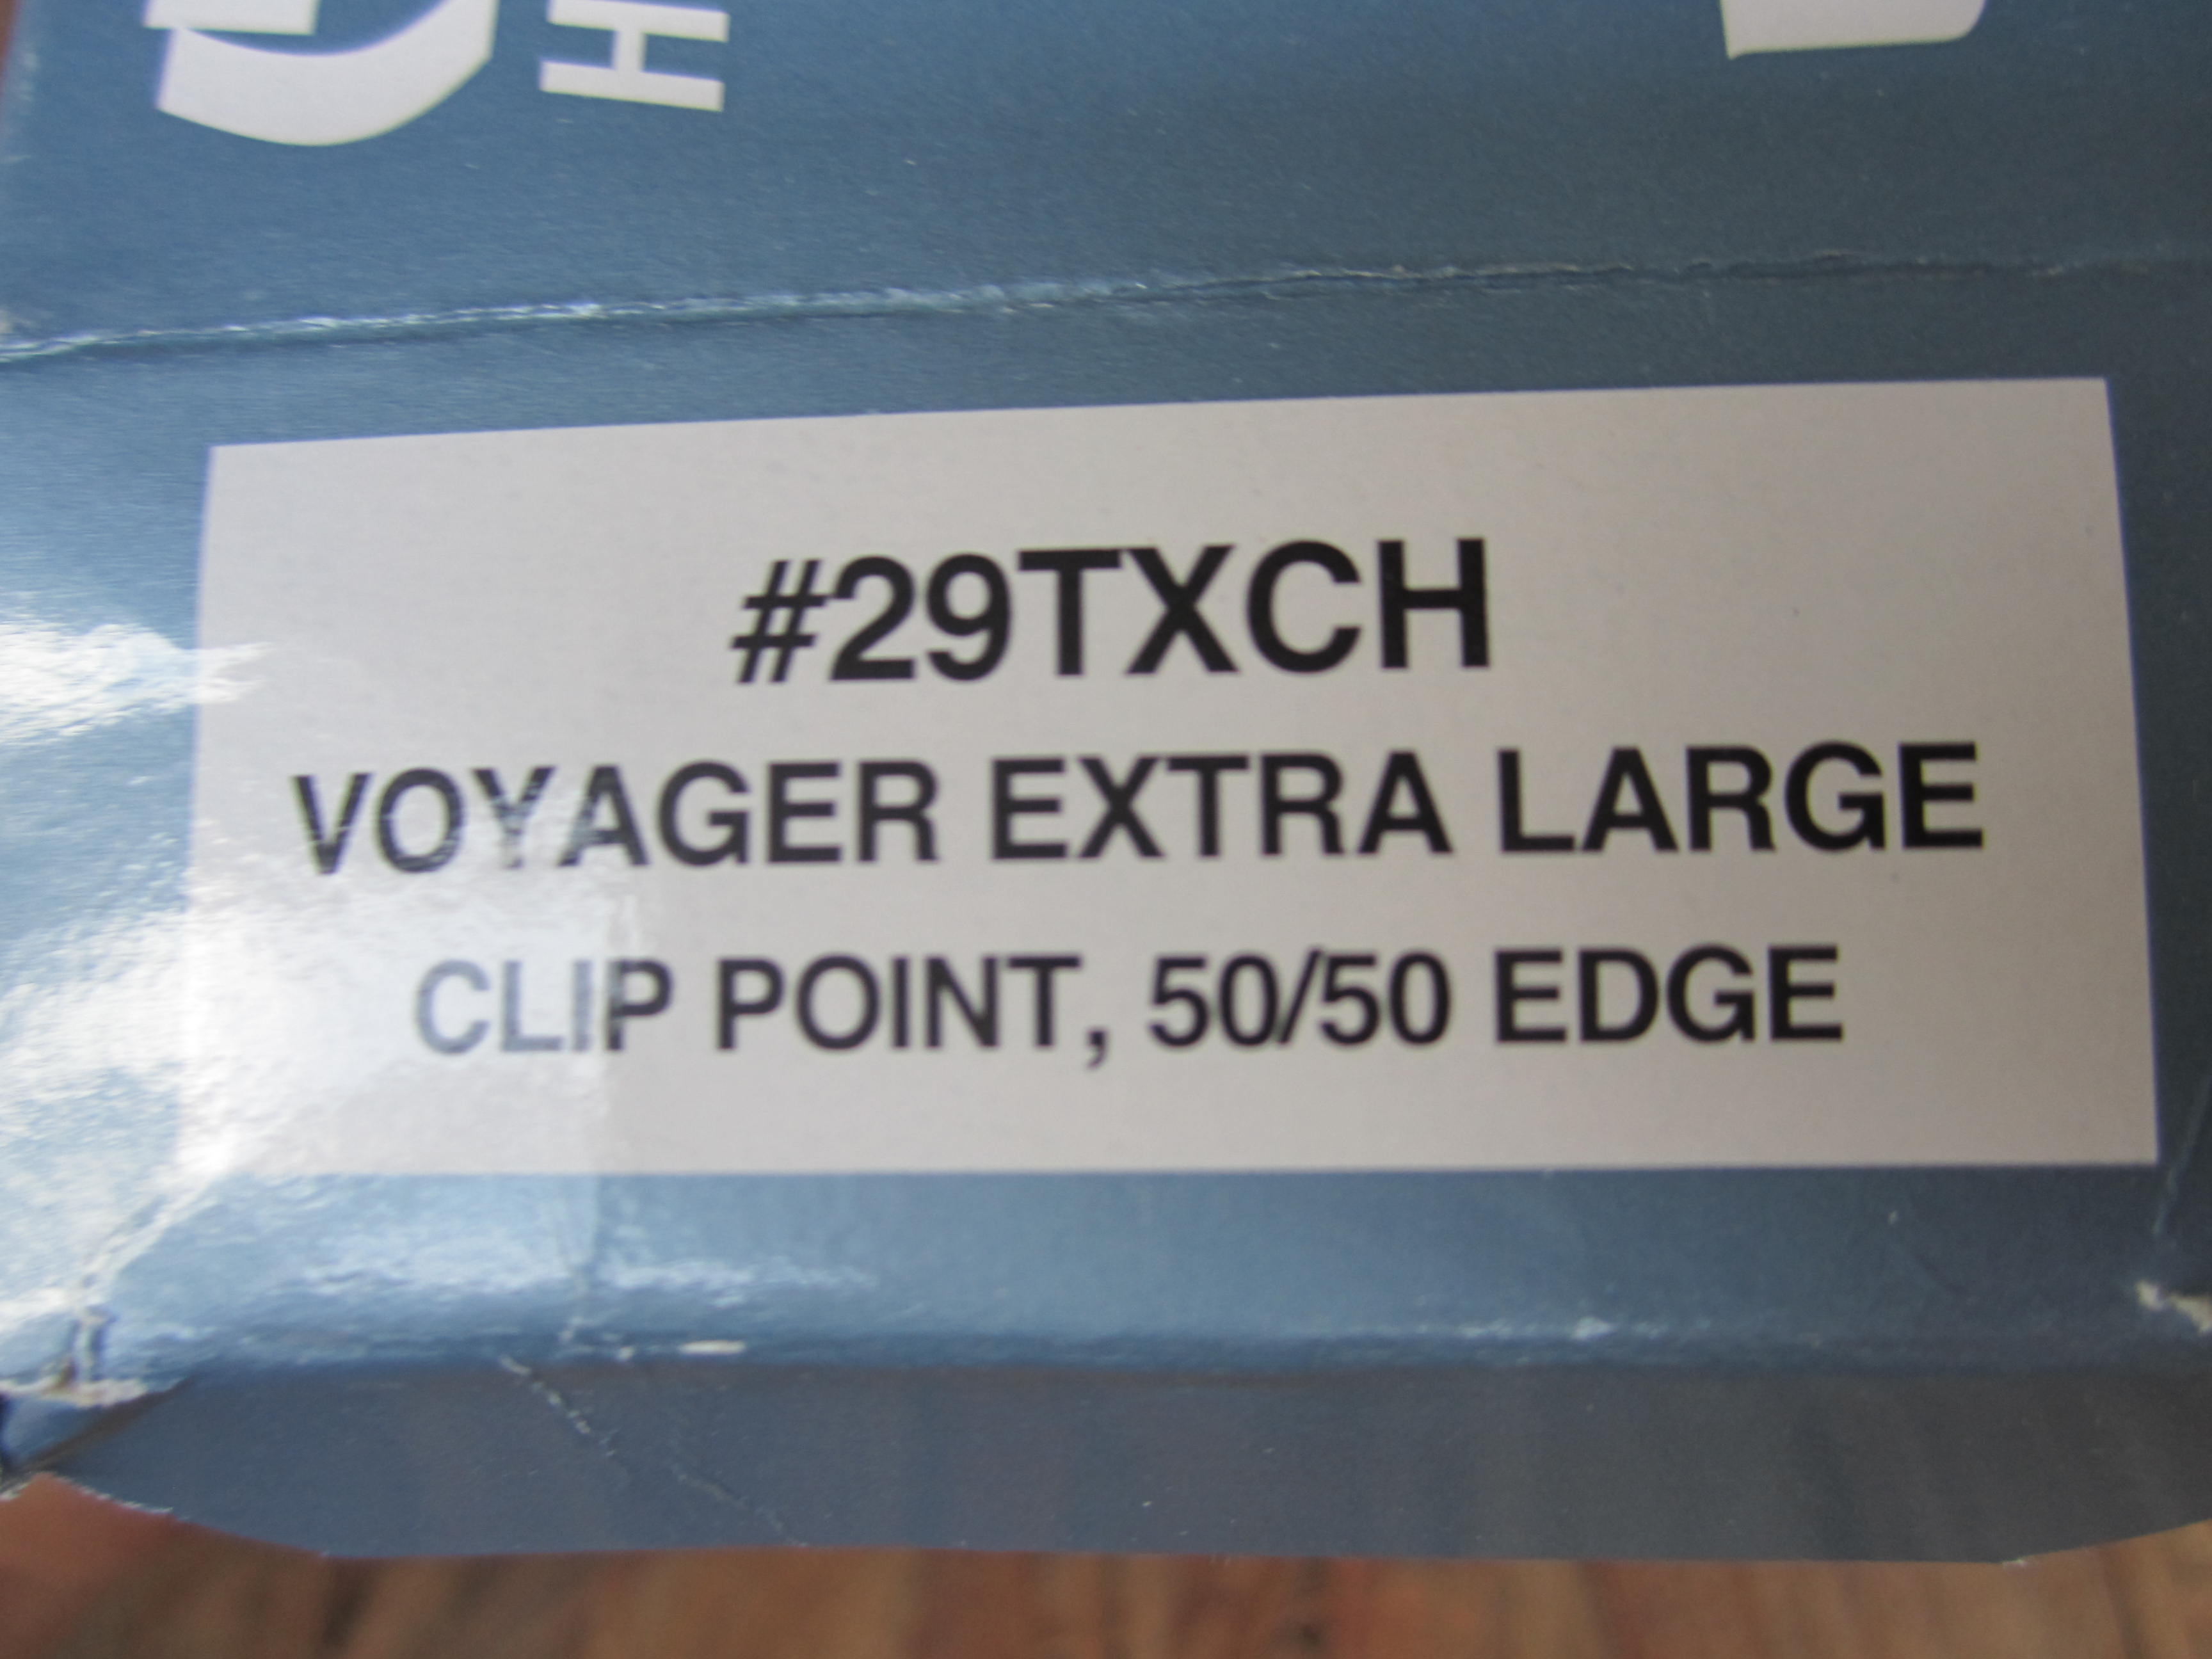 H
#29TXCH
VOYAGER EXTRA LARGE
CLIP POINT, 50/50 EDGE